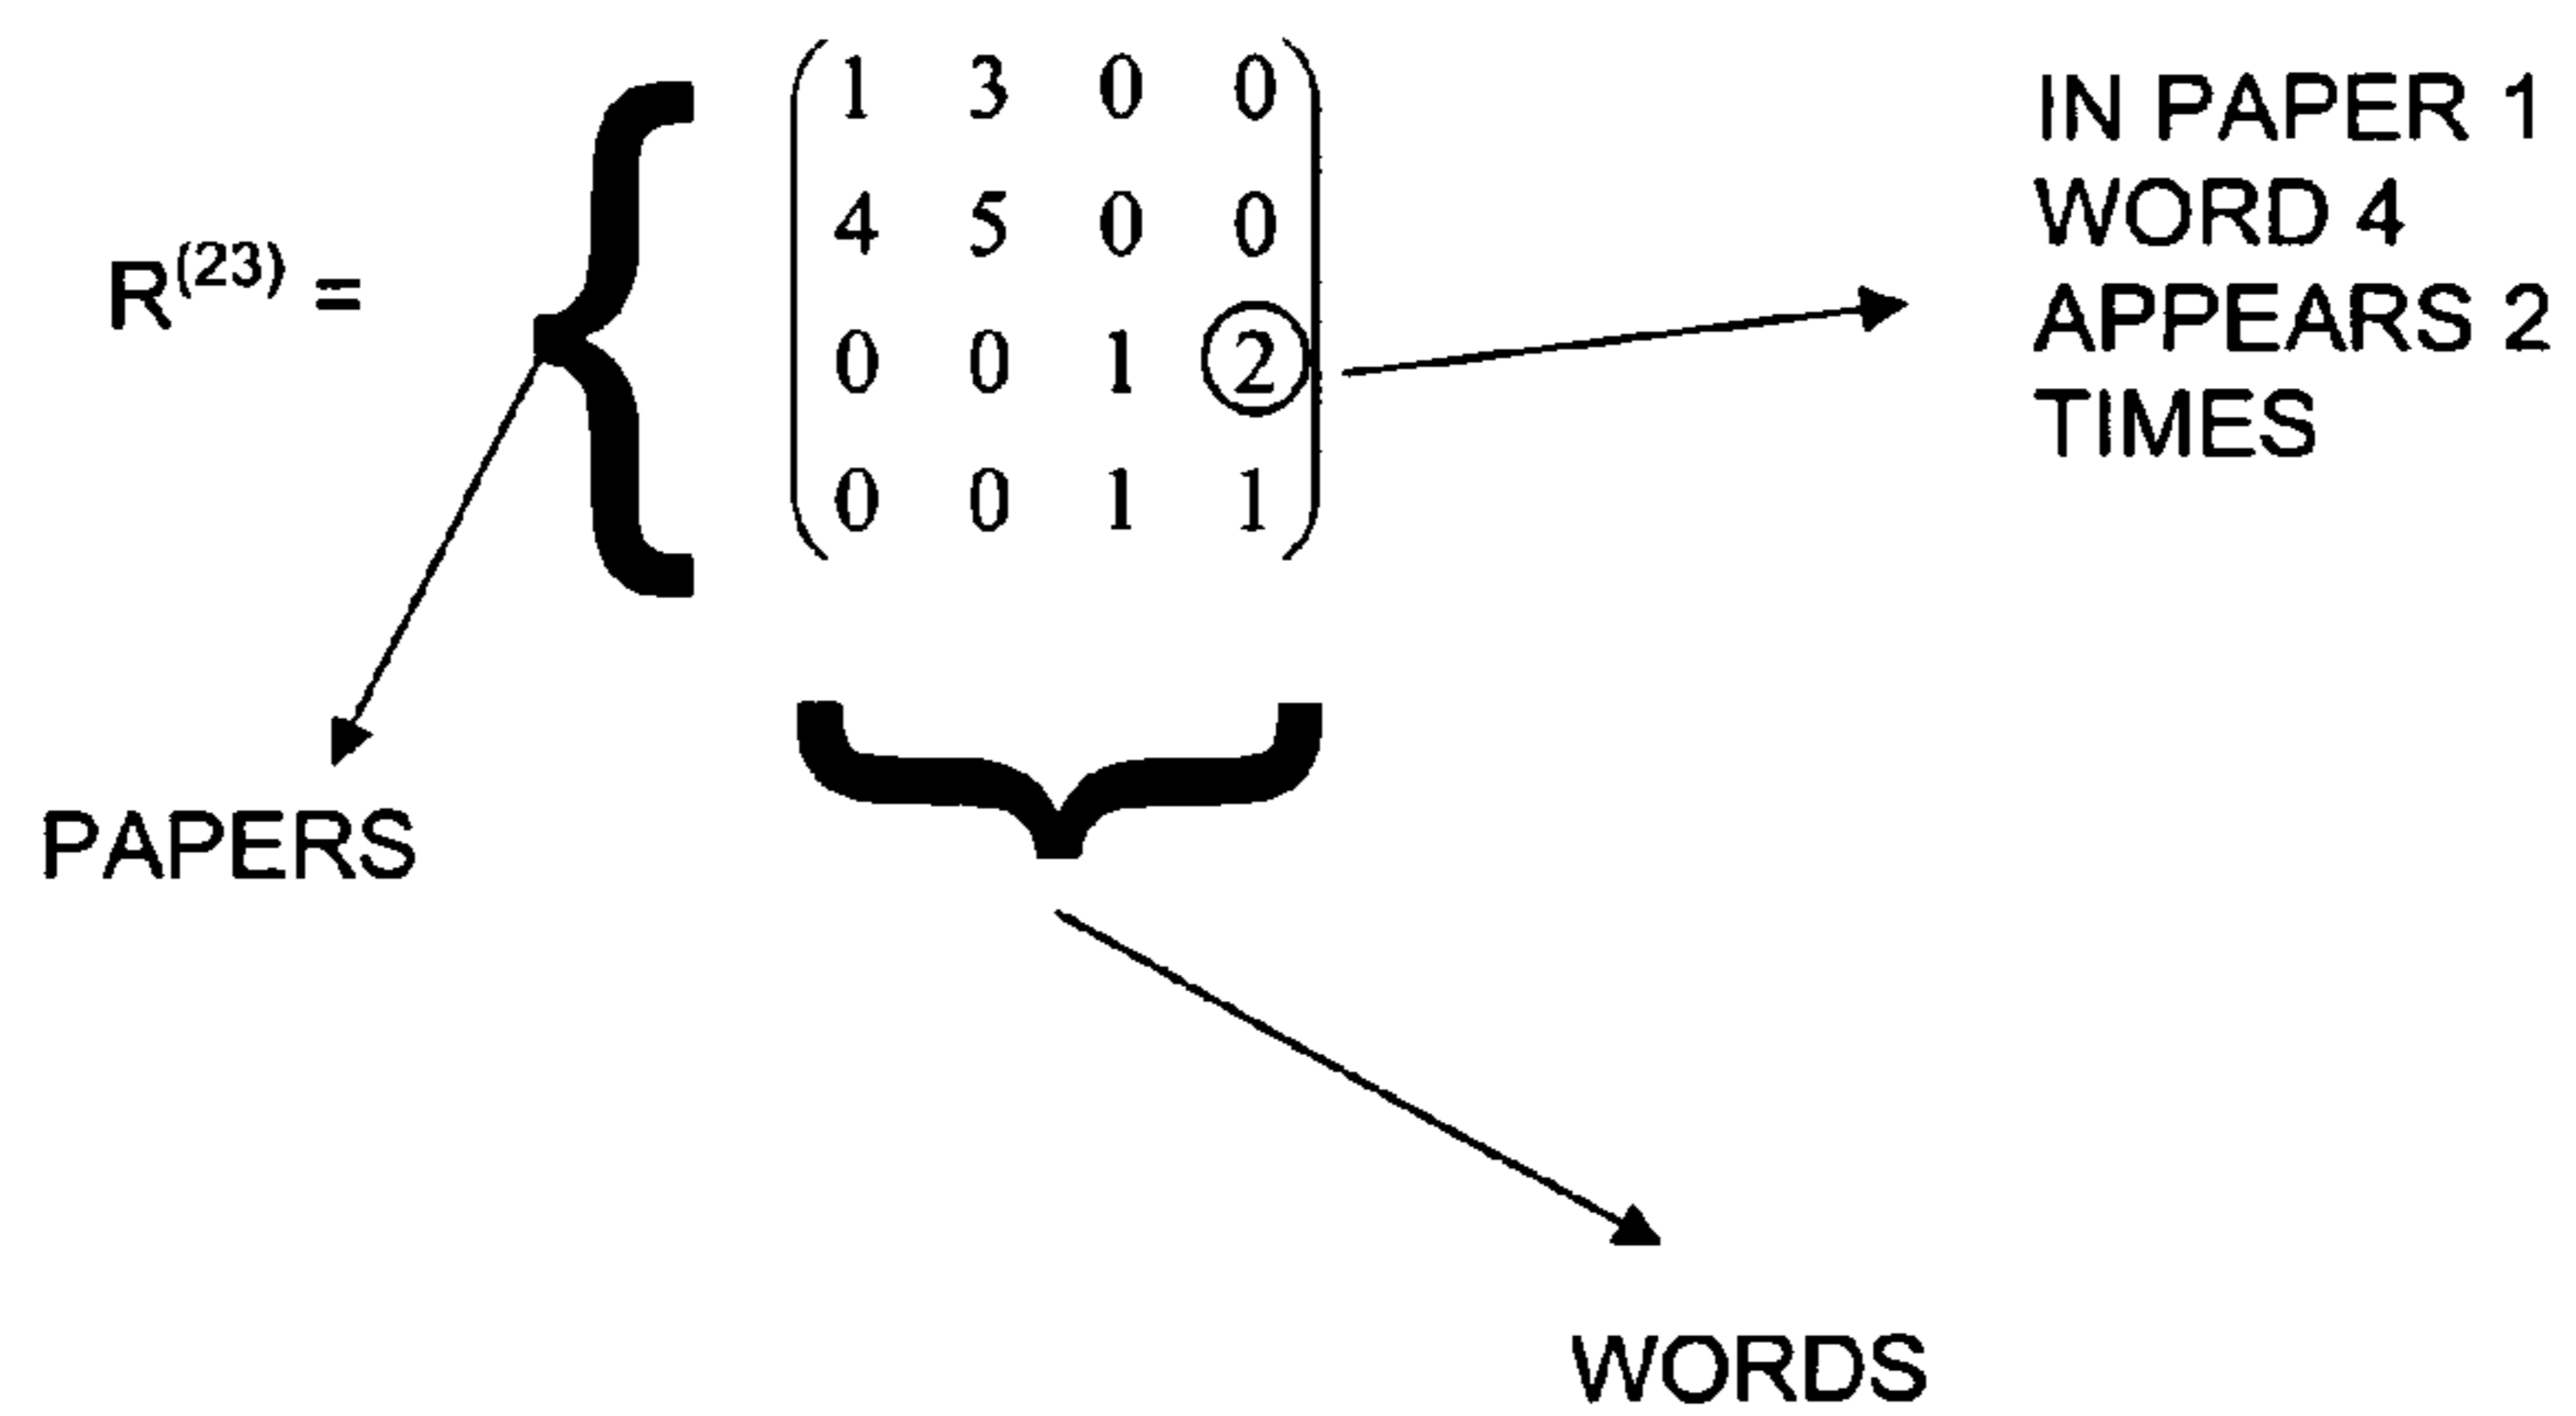 R(23) =
1 3 0 0
4 5 0 0
0 0 1 2
0 0 1 1
IN PAPER 1
WORD 4
APPEARS 2
TIMES
PAPERS
WORDS